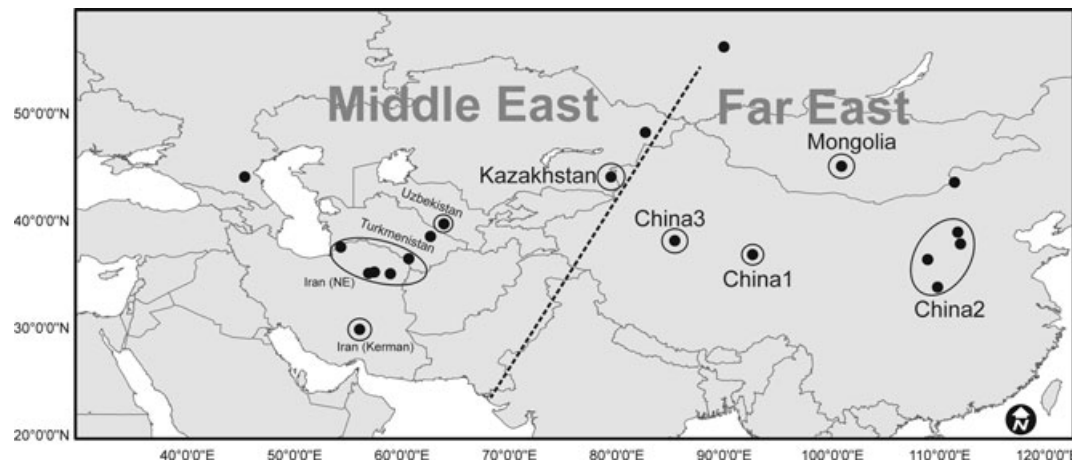 50°0'0"N
40°0'0"N
30°0'0"N
20°0'0"N
Middle East
Far East
Mongolia
Kazakhstan
Uzbekistan
China3
Turkmenistan
Iran (NE)
China1
China2
Iran (Kerman)
N
40°0'0"E
50°0'0"E
60°0'0"E
70°0'0"E
80°0'0"E
90°0'0"E
100°0'0"E
110°0'0"E
120°0'0"E